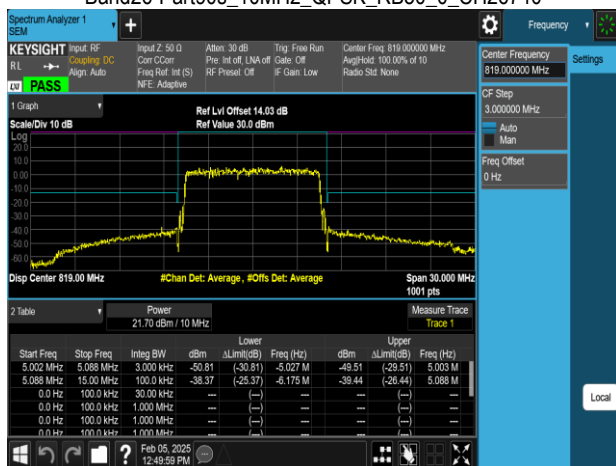 Band26 Part90s_10MHz_QPSK_RB50_0_CH26740
Spectrum Analyzer 1
SEM
Frequency
KEYSIGHT
RL
PASS
Input: RF
Coupling: DC
Align: Auto
Input Z: 50 Ω
Corr CCorr
Freq Ref: Int (S)
NFE: Adaptive
Atten: 30 dB
Pre: Int off, LNA off
RF Preset: Off
Trig: Free Run
Gate: Off
IF Gain: Low
Center Freq: 819.000000 MHz
Avg|Hold: 100.00% of 10
Radio Std: None
Center Frequency
819.000000 MHz
Settings
CF Step
3.000000 MHz
Auto
Man
Freq Offset
0 Hz
Local
1 Graph
Scale/Div 10 dB
Ref Lvl Offset 14.03 dB
Ref Value 30.0 dBm
Log
20.0
10.0
0.00
-10.0
-20.0
-30.0
-40.0
-50.0
-60.0
Disp Center 819.00 MHz
#Chan Det: Average , #Offs Det: Average
Span 30.000 MHz
1001 pts
2 Table
Power
21.70 dBm / 10 MHz
Measure Trace
Trace 1
Lower Upper
Start Freq Stop Freq Integ BW dBm ΔLimit(dB) Freq (Hz) dBm ΔLimit(dB) Freq (Hz)
5.002 MHz 5.088 MHz 3.000 kHz -50.81 (-30.81) -5.027 M -49.51 (-29.51) 5.003 M
5.088 MHz 15.00 MHz 100.0 kHz -38.37 (-25.37) -6.175 M -39.44 (-26.44) 5.088 M
0.0 Hz 100.0 kHz 30.00 kHz --- (---) --- --- (---) ---
0.0 Hz 100.0 kHz 1.000 MHz --- (---) --- --- (---) ---
0.0 Hz 100.0 kHz 1.000 MHz --- (---) --- --- (---) ---
0.0 Hz 100.0 kHz 1.000 MHz --- (---) --- --- (---) ---
Feb 05, 2025
12:49:59 PM